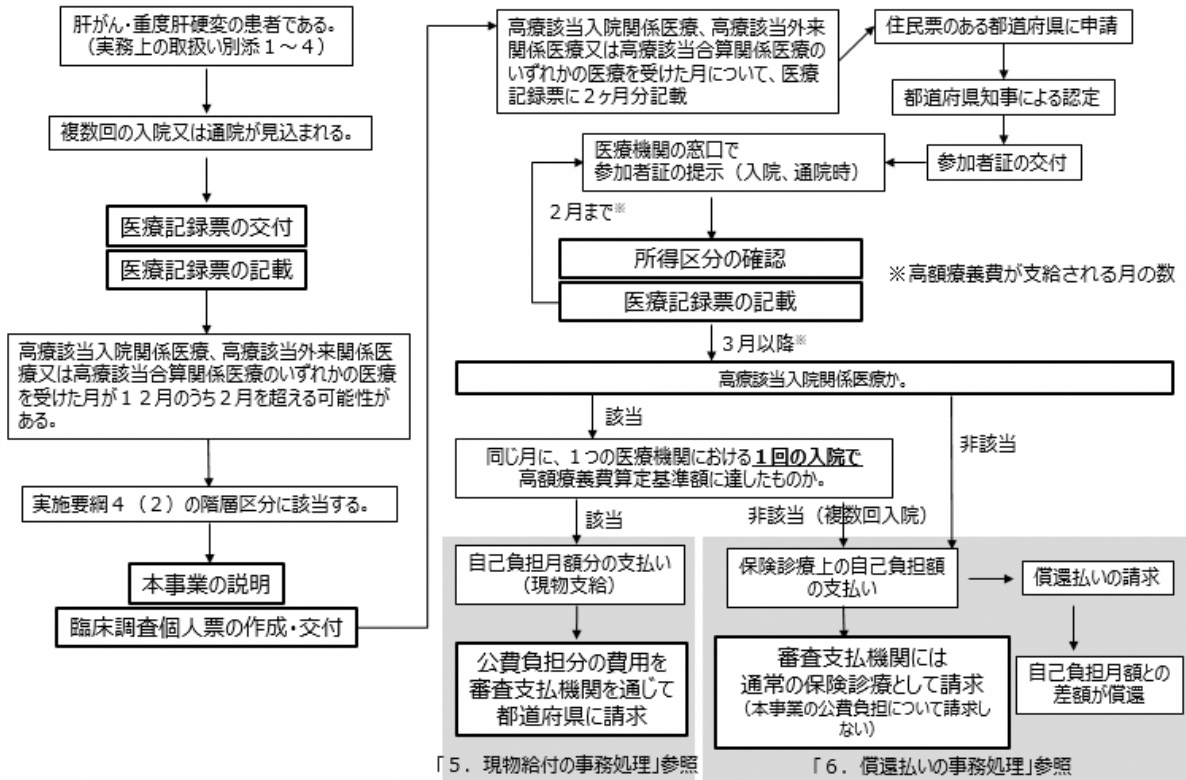 肝がん・重度肝硬変の患者である。
（実務上の取扱い別添１～４）
複数回の入院又は通院が見込まれる。
医療記録票の交付
医療記録票の記載
高療該当入院関係医療、高療該当外来関係医
療又は高療該当合算関係医療のいずれかの医療
を受けた月が１２月のうち２月を超える可能性が
ある。
実施要綱４（２）の階層区分に該当する。
本事業の説明
臨床調査個人票の作成・交付
高療該当入院関係医療、高療該当外来
関係医療又は高療該当合算関係医療の
いずれかの医療を受けた月について、医療
記録票に２ヶ月分記載
住民票のある都道府県に申請
都道府県知事による認定
参加者証の交付
医療機関の窓口で
参加者証の提示（入院、通院時）
２月まで※
所得区分の確認
医療記録票の記載
※高額療義費が支給される月の数
３月以降※
高療該当入院関係医療か。
該当
非該当
同じ月に、１つの医療機関における１回の入院で
高額療義費算定基準額に達したものか。
該当
非該当（複数回入院）
自己負担月額分の支払い
（現物支給）
公費負担分の費用を
審査支払機関を通じて
都道府県に請求
「５．現物給付の事務処理」参照
保険診療上の自己負担額
の支払い
償還払いの請求
審査支払機関には
通常の保険診療として請求
（本事業の公費負担について請求し
ない）
自己負担月額との
差額が償還
「６．償還払いの事務処理」参照